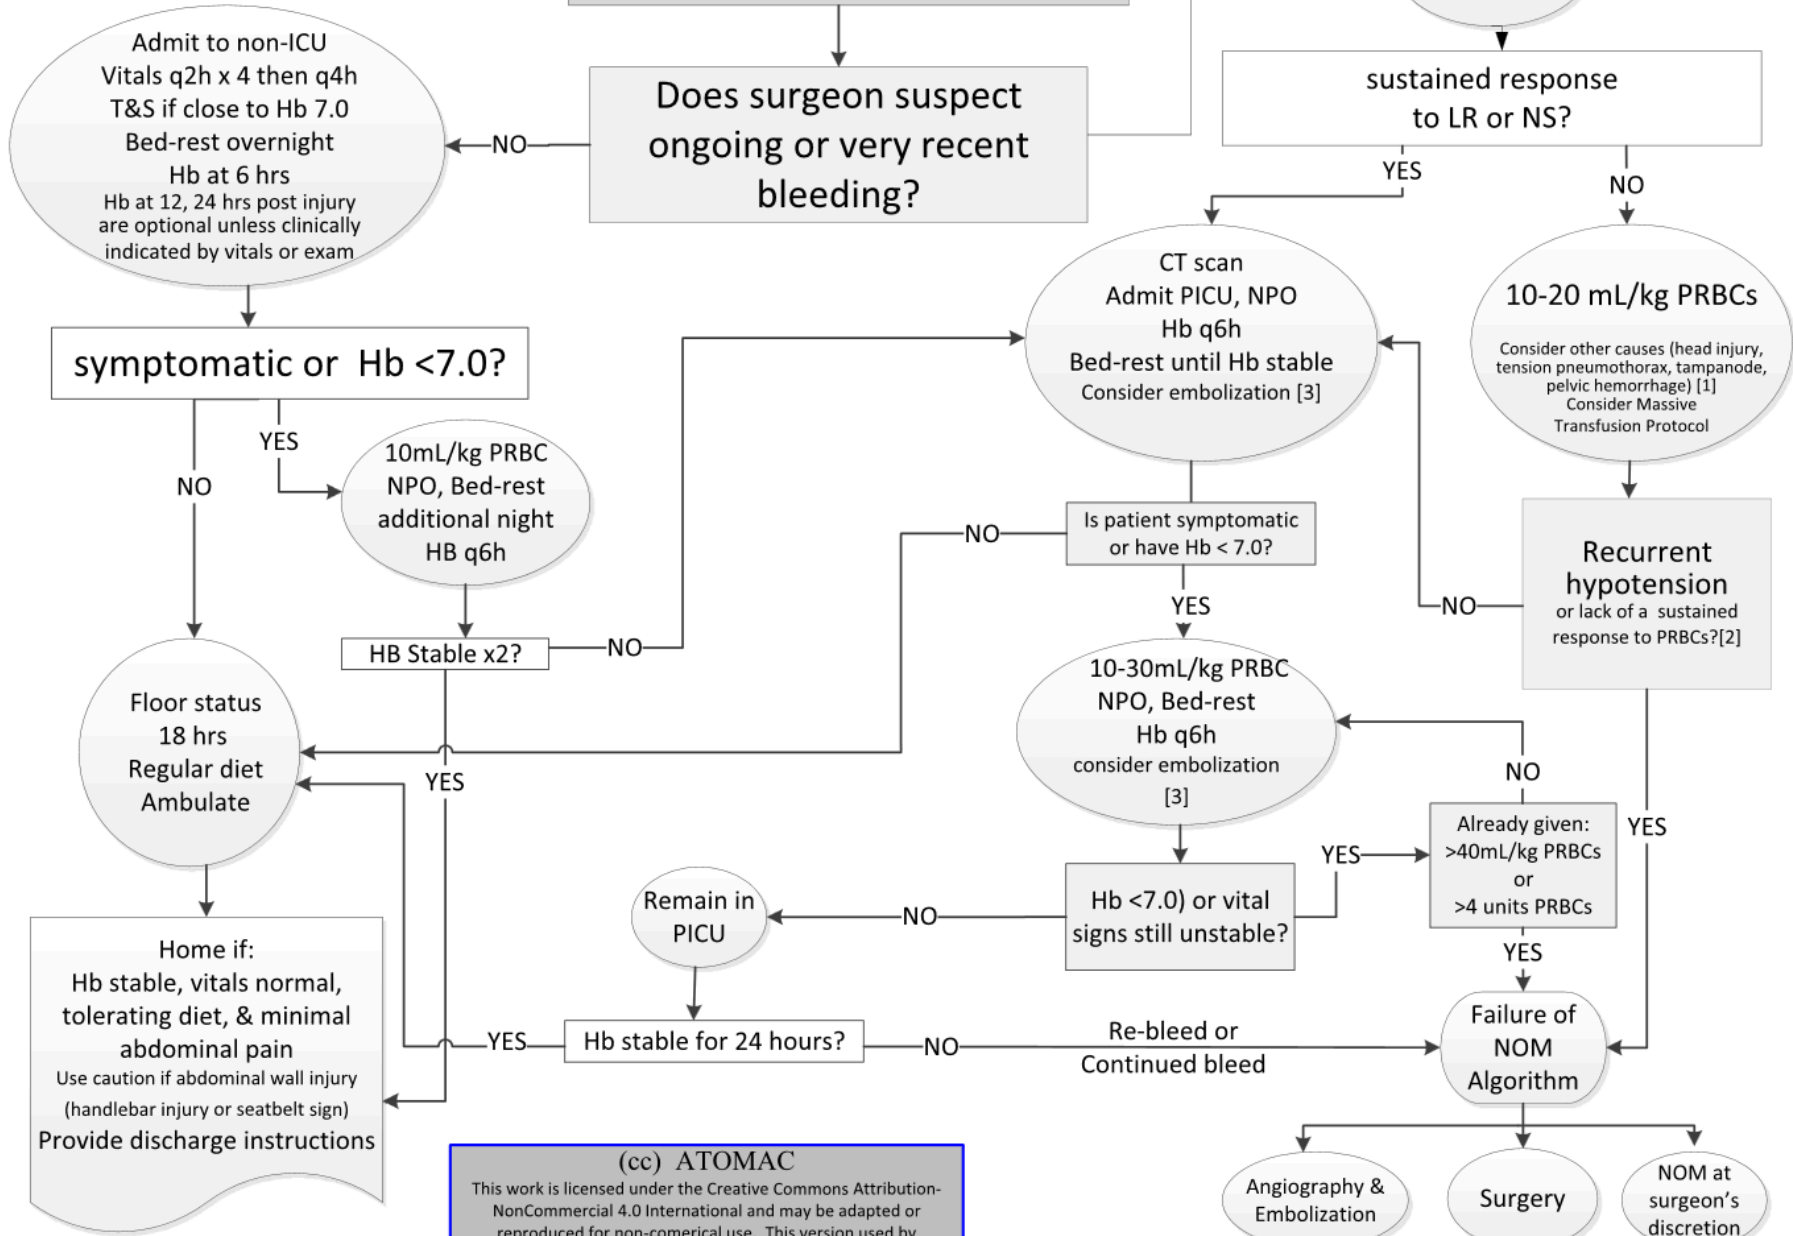 Admit to non-ICU
Vitals q2h x 4 then q4h
T&S if close to Hb 7.0
Bed-rest overnight
Hb at 6 hrs
Hb at 12, 24 hrs post injury
are optional unless clinically
indicated by vitals or exam
NO
Does surgeon suspect
ongoing or very recent
bleeding?
sustained response
to LR or NS?
YES
NO
CT scan
Admit PICU, NPO
Hb q6h
Bed-rest until Hb stable
Consider embolization [3]
10-20 mL/kg PRBCs
Consider other causes (head injury,
tension pneumothorax, tampanode,
pelvic hemorrhage) [1]
Consider Massive
Transfusion Protocol
symptomatic or Hb <7.0?
YES
NO
10mL/kg PRBC
NPO, Bed-rest
additional night
HB q6h
HB Stable x2?
NO
YES
Is patient symptomatic
or have Hb < 7.0?
NO
YES
Recurrent
hypotension
or lack of a sustained
response to PRBCs?[2]
NO
YES
Floor status
18 hrs
Regular diet
Ambulate
10-30mL/kg PRBC
NPO, Bed-rest
Hb q6h
consider embolization
[3]
NO
Already given:
>40mL/kg PRBCs
or
>4 units PRBCs
YES
Hb <7.0) or vital
signs still unstable?
YES
NO
Remain in
PICU
Hb stable for 24 hours?
YES
NO
Re-bleed or
Continued bleed
Failure of
NOM
Algorithm
Home if:
Hb stable, vitals normal,
tolerating diet, & minimal
abdominal pain
Use caution if abdominal wall injury
(handlebar injury or seatbelt sign)
Provide discharge instructions
(cc) ATOMAC
This work is licensed under the Creative Commons Attribution-
NonCommercial 4.0 International and may be adapted or
reproduced for non-comerical use. This version used by
Angiography &
Embolization
Surgery
NOM at
surgeon's
discretion